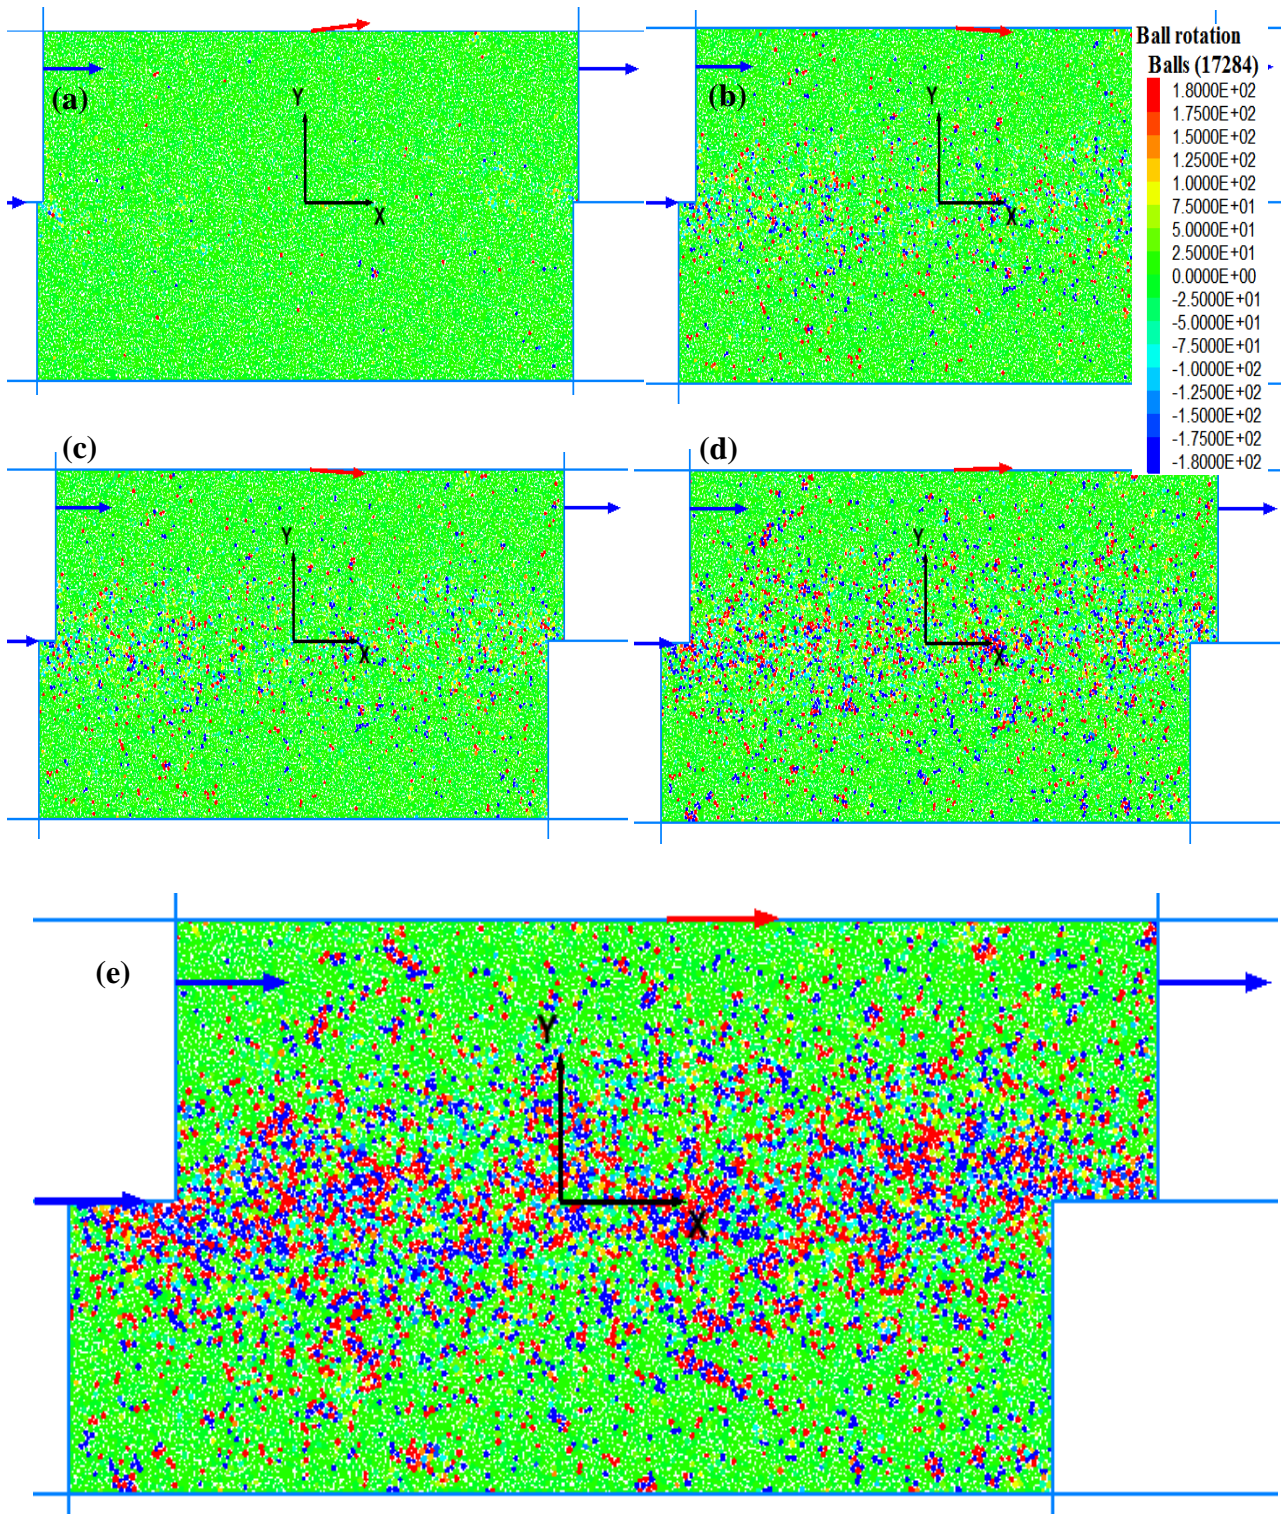 (a)
Y
X
(b)
Y
X
Ball rotation
Balls (17284)
1.8000E+02
1.7500E+02
1.5000E+02
1.2500E+02
1.0000E+02
7.5000E+01
5.0000E+01
2.5000E+01
0.0000E+00
-2.5000E+01
-5.0000E+01
-7.5000E+01
-1.0000E+02
-1.2500E+02
-1.5000E+02
-1.7500E+02
-1.8000E+02
(c)
Y
X
(d)
Y
X
(e)
Y
X